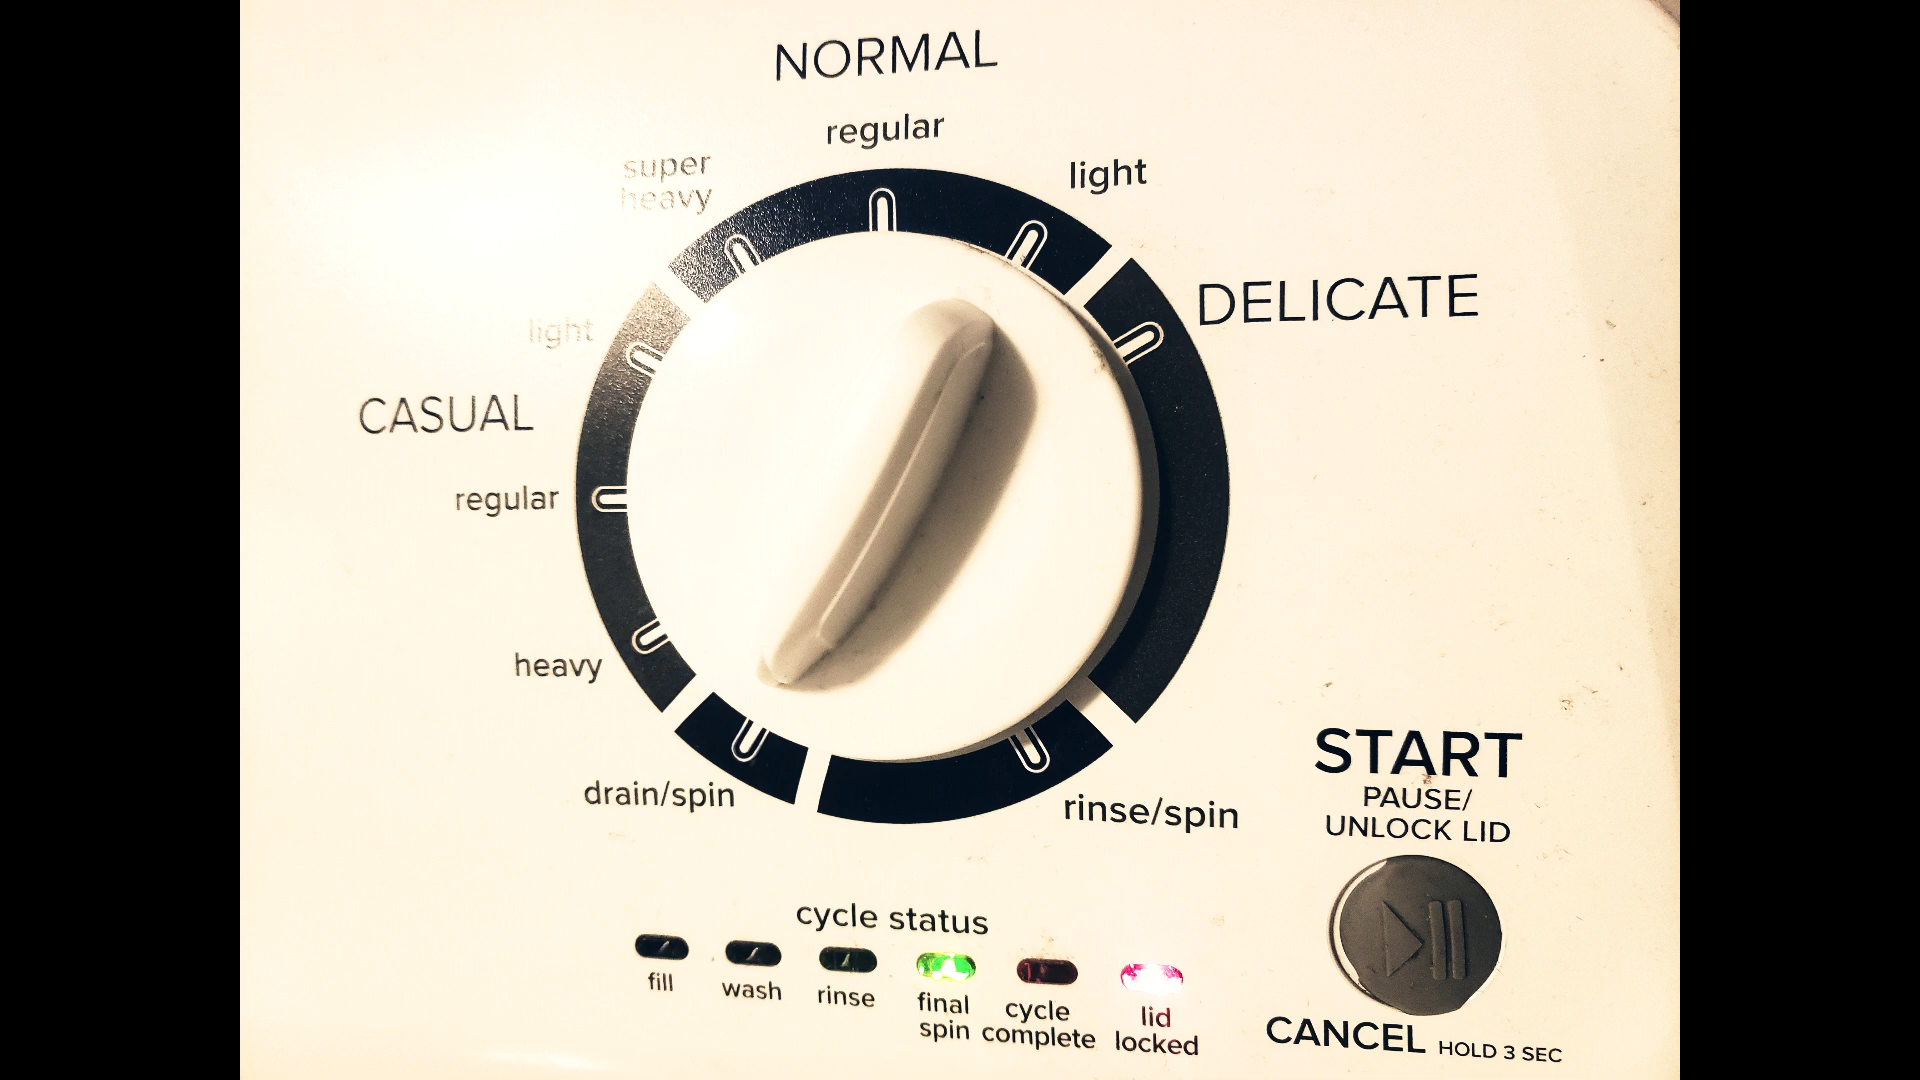 NORMAL
regular
super
heavy
light
DELICATE
light
CASUAL
regular
heavy
drain/spin
rinse/spin
START
PAUSE/
UNLOCK LID
cycle status
fill
wash
rinse
final
spin
cycle
complete
lid
locked
CANCEL HOLD 3 SEC